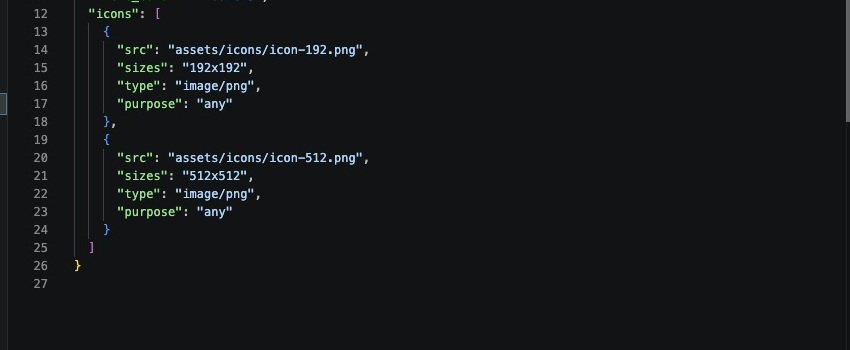 12 "icons": [
13 {
14 "src": "assets/icons/icon-192.png",
15 "sizes": "192x192",
16 "type": "image/png",
17 "purpose": "any"
18 },
19 {
20 "src": "assets/icons/icon-512.png",
21 "sizes": "512x512",
22 "type": "image/png",
23 "purpose": "any"
24 }
25 ]
26 }
27